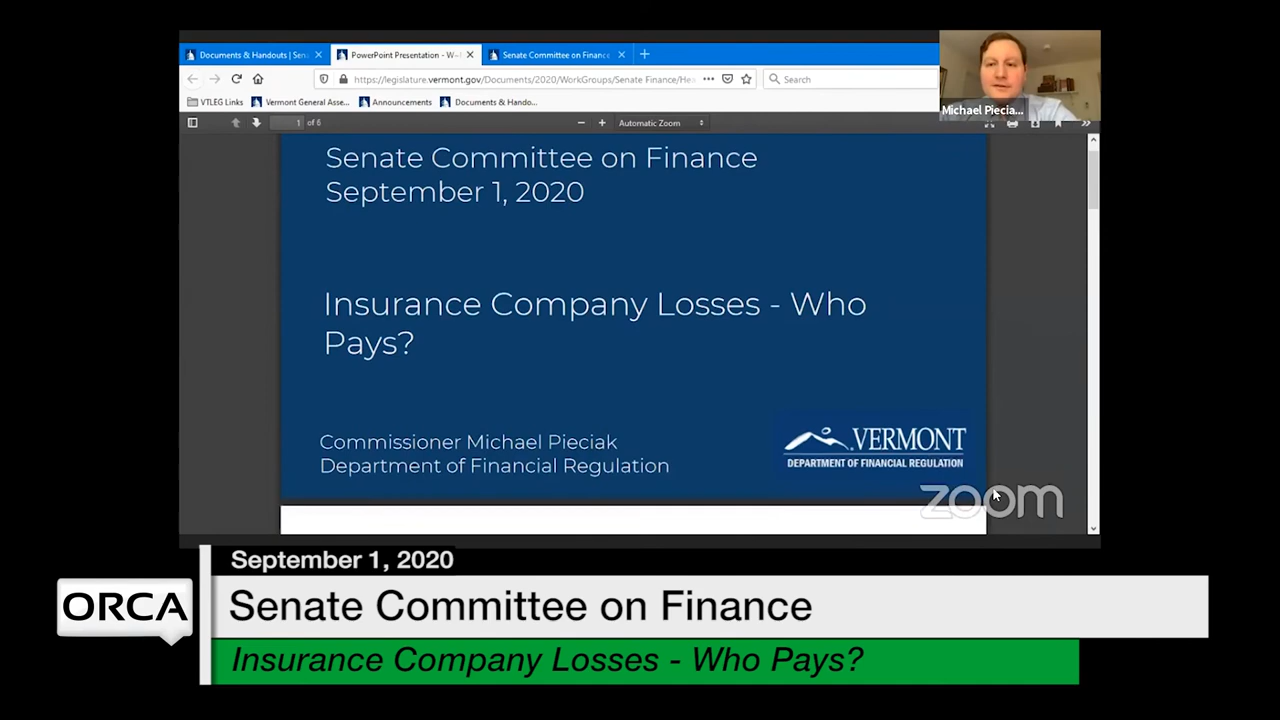 Documents & Handouts | Sen
PowerPoint Presentation - W-
Senate Committee on Financ
https://legislature.vermont.gov/Documents/2020/WorkGroups/Senate Finance/He
Search
VTLEG Links
Vermont General Asse...
Announcements
Documents & Hando...
Michael Piecia...
1 of 6
Automatic Zoom
Senate Committee on Finance
September 1, 2020
Insurance Company Losses - Who
Pays?
Commissioner Michael Pieciak
Department of Financial Regulation
VERMONT
DEPARTMENT OF FINANCIAL REGULATION
zoom
September 1, 2020
ORCA
Senate Committee on Finance
Insurance Company Losses - Who Pays?